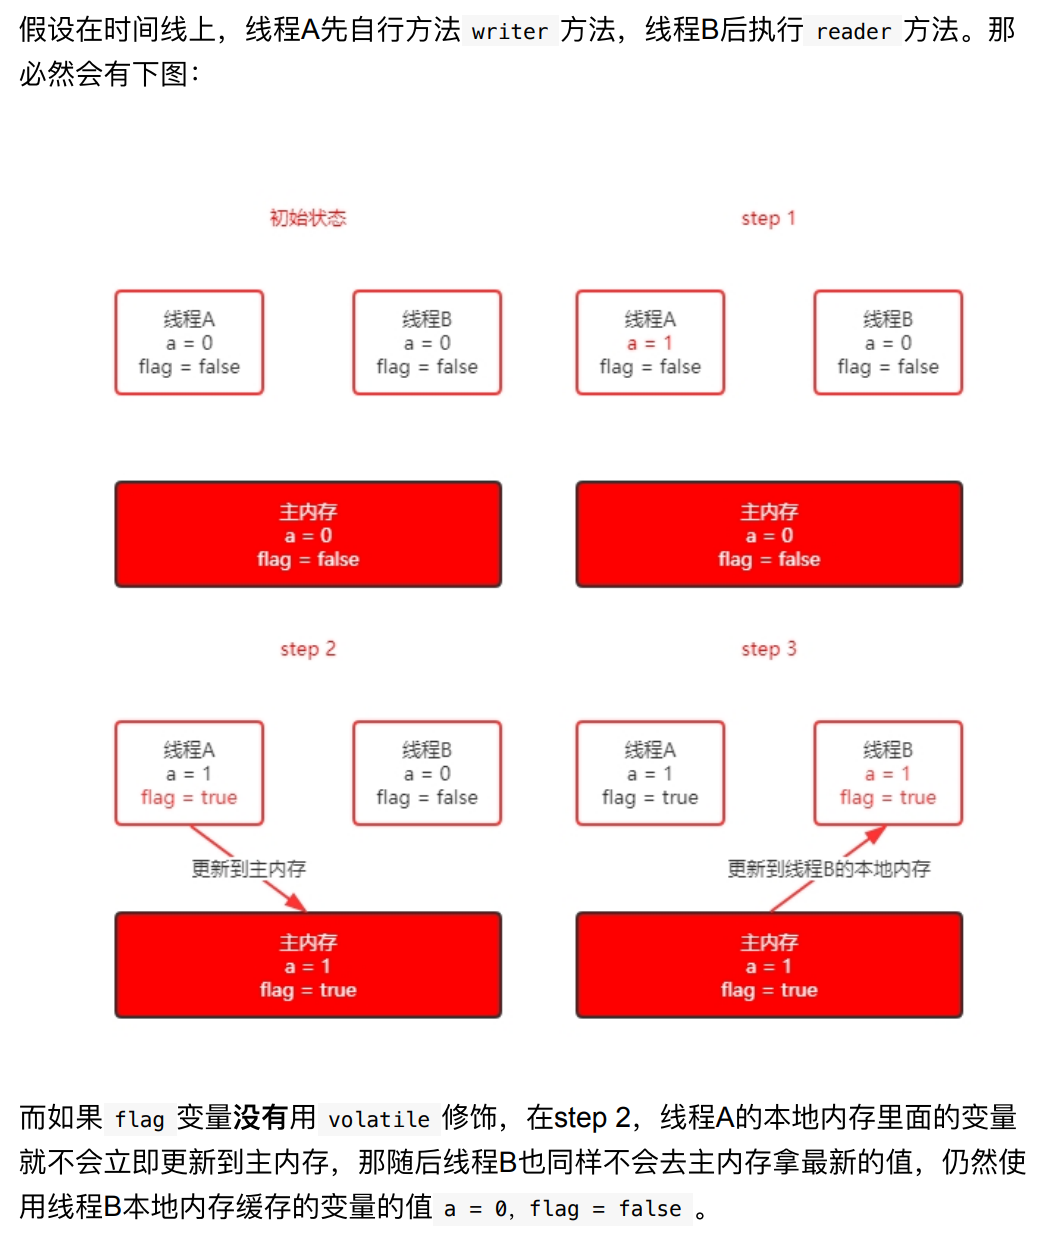 假设在时间线上，线程A先自行方法 writer 方法，线程B后执行 reader 方法。那
必然会有下图：
初始状态
step 1
线程A
a = 0
flag = false
线程B
a = 0
flag = false
线程A
a = 1
flag = false
线程B
a = 0
flag = false
主内存
a = 0
flag = false
主内存
a = 0
flag = false
step 2
step 3
线程A
a = 1
flag = true
线程B
a = 0
flag = false
线程A
a = 1
flag = true
线程B
a = 1
flag = true
更新到主内存
更新到线程B的本地内存
主内存
a = 1
flag = true
主内存
a = 1
flag = true
而如果 flag 变量没有用 volatile 修饰，在step 2，线程A的本地内存里面的变量
就不会立即更新到主内存，那随后线程B也同样不会去主内存拿最新的值，仍然使
用线程B本地内存缓存的变量的值 a = 0，flag = false 。